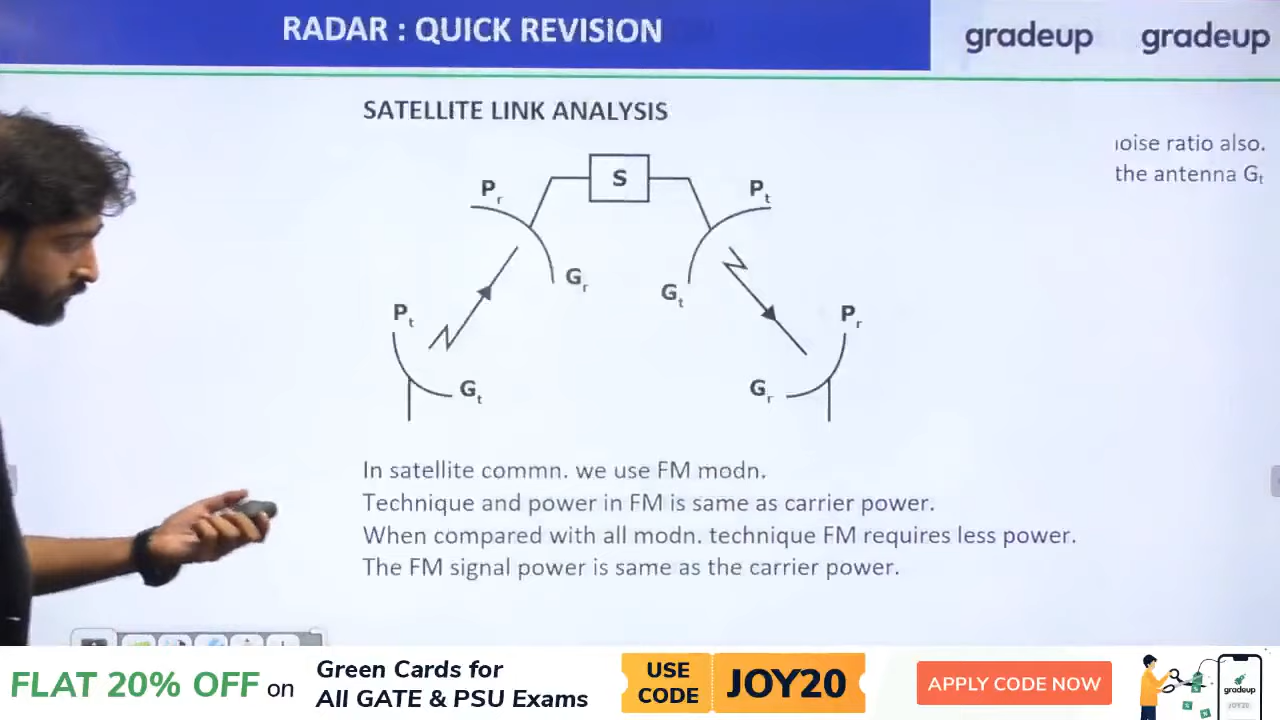 RADAR : QUICK REVISION
gradeup gradeup
SATELLITE LINK ANALYSIS
oise ratio also.
the antenna Gt
S
Pr
Pt
Gr
Gt
Pt
Pr
Gt
Gr
In satellite commn. we use FM modn.
Technique and power in FM is same as carrier power.
When compared with all modn. technique FM requires less power.
The FM signal power is same as the carrier power.
FLAT 20% OFF on
Green Cards for
All GATE & PSU Exams
USE
CODE
JOY20
APPLY CODE NOW
gradeup
JOY20